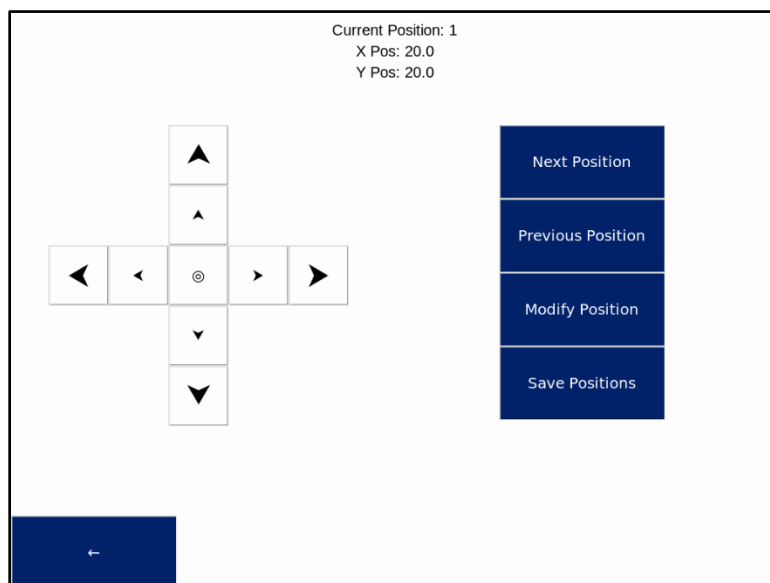 Current Position: 1
X Pos: 20.0
Y Pos: 20.0
Next Position
Previous Position
Modify Position
Save Positions